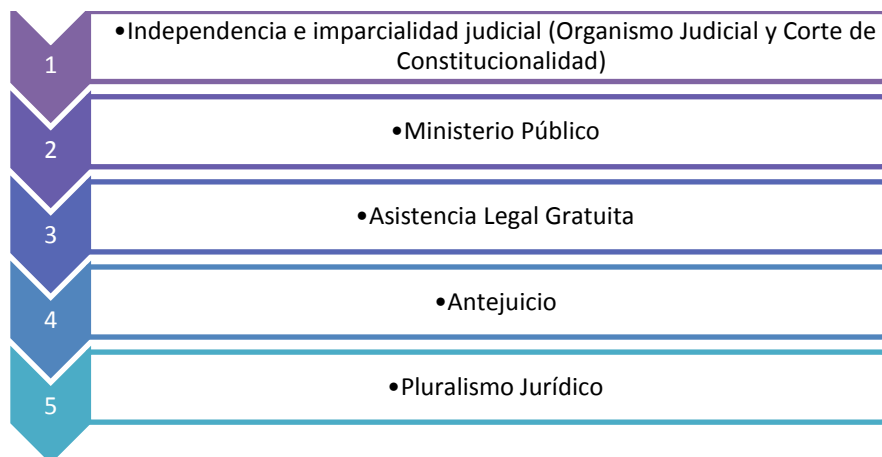 1
•Independencia e imparcialidad judicial (Organismo Judicial y Corte de
Constitucionalidad)
2
•Ministerio Público
3
•Asistencia Legal Gratuita
4
•Antejuicio
5
•Pluralismo Jurídico